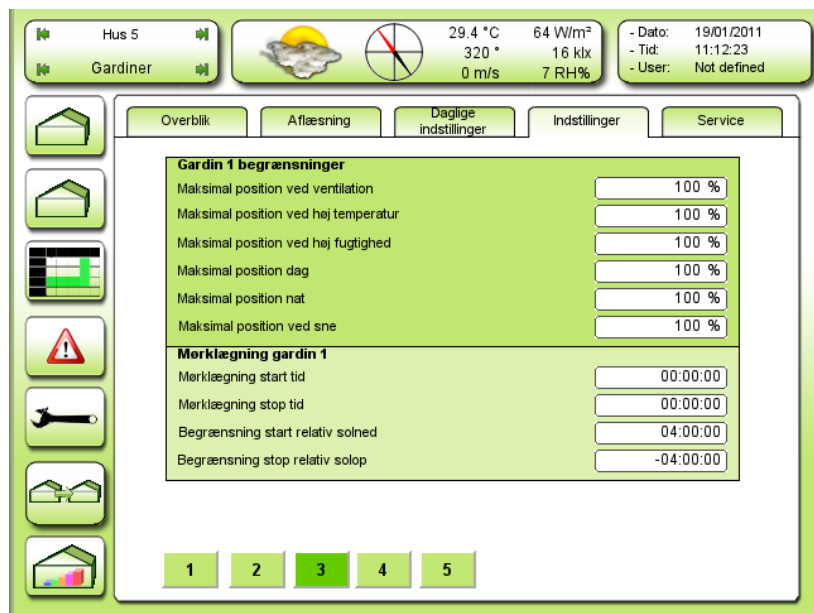 Hus 5
Gardiner
29.4 °C 64 W/m²
320 ° 16 klx
0 m/s 7 RH%
- Dato: 19/01/2011
- Tid: 11:12:23
- User: Not defined
Overblik
Aflæsning
Daglige
indstillinger
Indstillinger
Service
Gardin 1 begrænsninger
Maksimal position ved ventilation 100 %
Maksimal position ved høj temperatur 100 %
Maksimal position ved høj fugtighed 100 %
Maksimal position dag 100 %
Maksimal position nat 100 %
Maksimal position ved sne 100 %
Mørklægning gardin 1
Mørklægning start tid 00:00:00
Mørklægning stop tid 00:00:00
Begrænsning start relativ solned 04:00:00
Begrænsning stop relativ solop -04:00:00
1 2 3 4 5